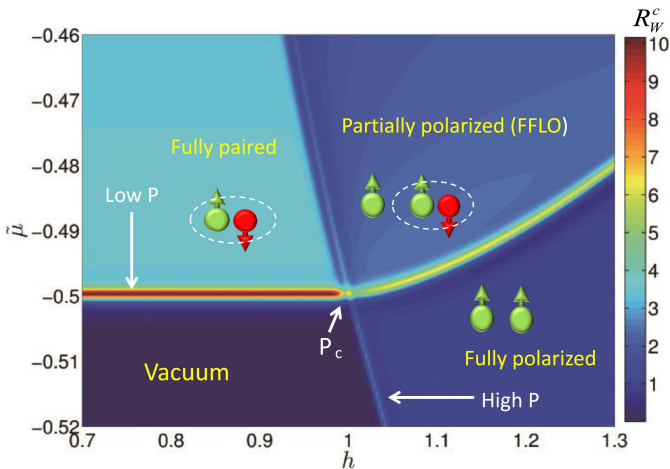 R_W^c
-0.46
-0.47
-0.48
-0.49
-0.5
-0.51
-0.52
μ̃
0.7
0.8
0.9
1
1.1
1.2
1.3
h
10
9
8
7
6
5
4
3
2
1
Fully paired
Partially polarized (FFLO)
Low P
P c
Fully polarized
Vacuum
High P